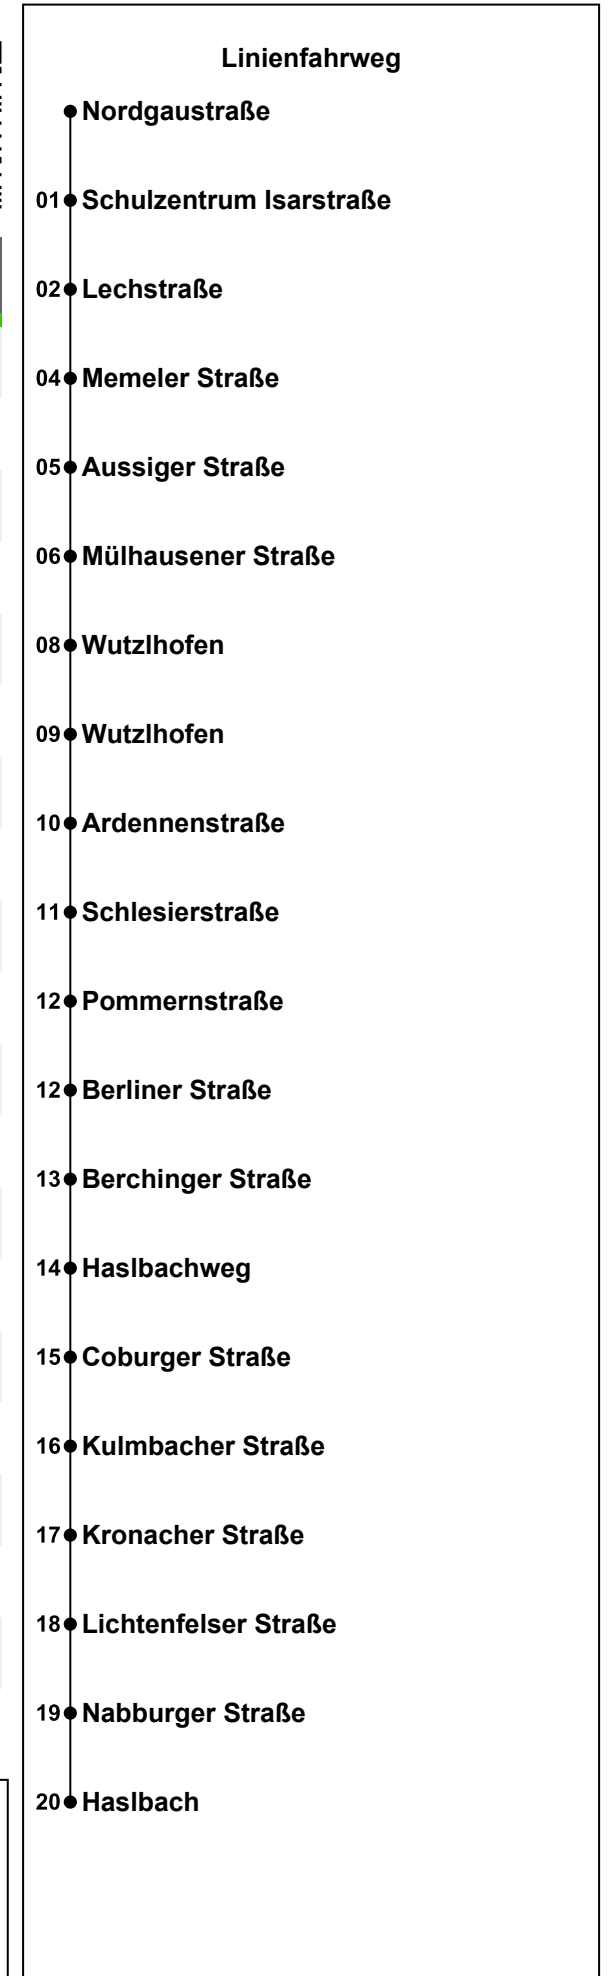 Linienfahrweg
Nordgaustraße
01 Schulzentrum Isarstraße
02 Lechstraße
04 Memeler Straße
05 Aussiger Straße
06 Mülhausener Straße
08 Wutzlhofen
09 Wutzlhofen
10 Ardennenstraße
11 Schlesierstraße
12 Pommernstraße
12 Berliner Straße
13 Berchinger Straße
14 Haslbachweg
15 Coburger Straße
16 Kulmbacher Straße
17 Kronacher Straße
18 Lichtenfelser Straße
19 Nabburger Straße
20 Haslbach